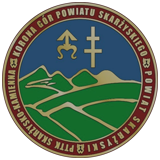 KORONA GÓR POWIATU SKARŻYSKIEGO
POWIAT SKARŻYSKI
PTTK SKARŻYSKO-KAMIENNA